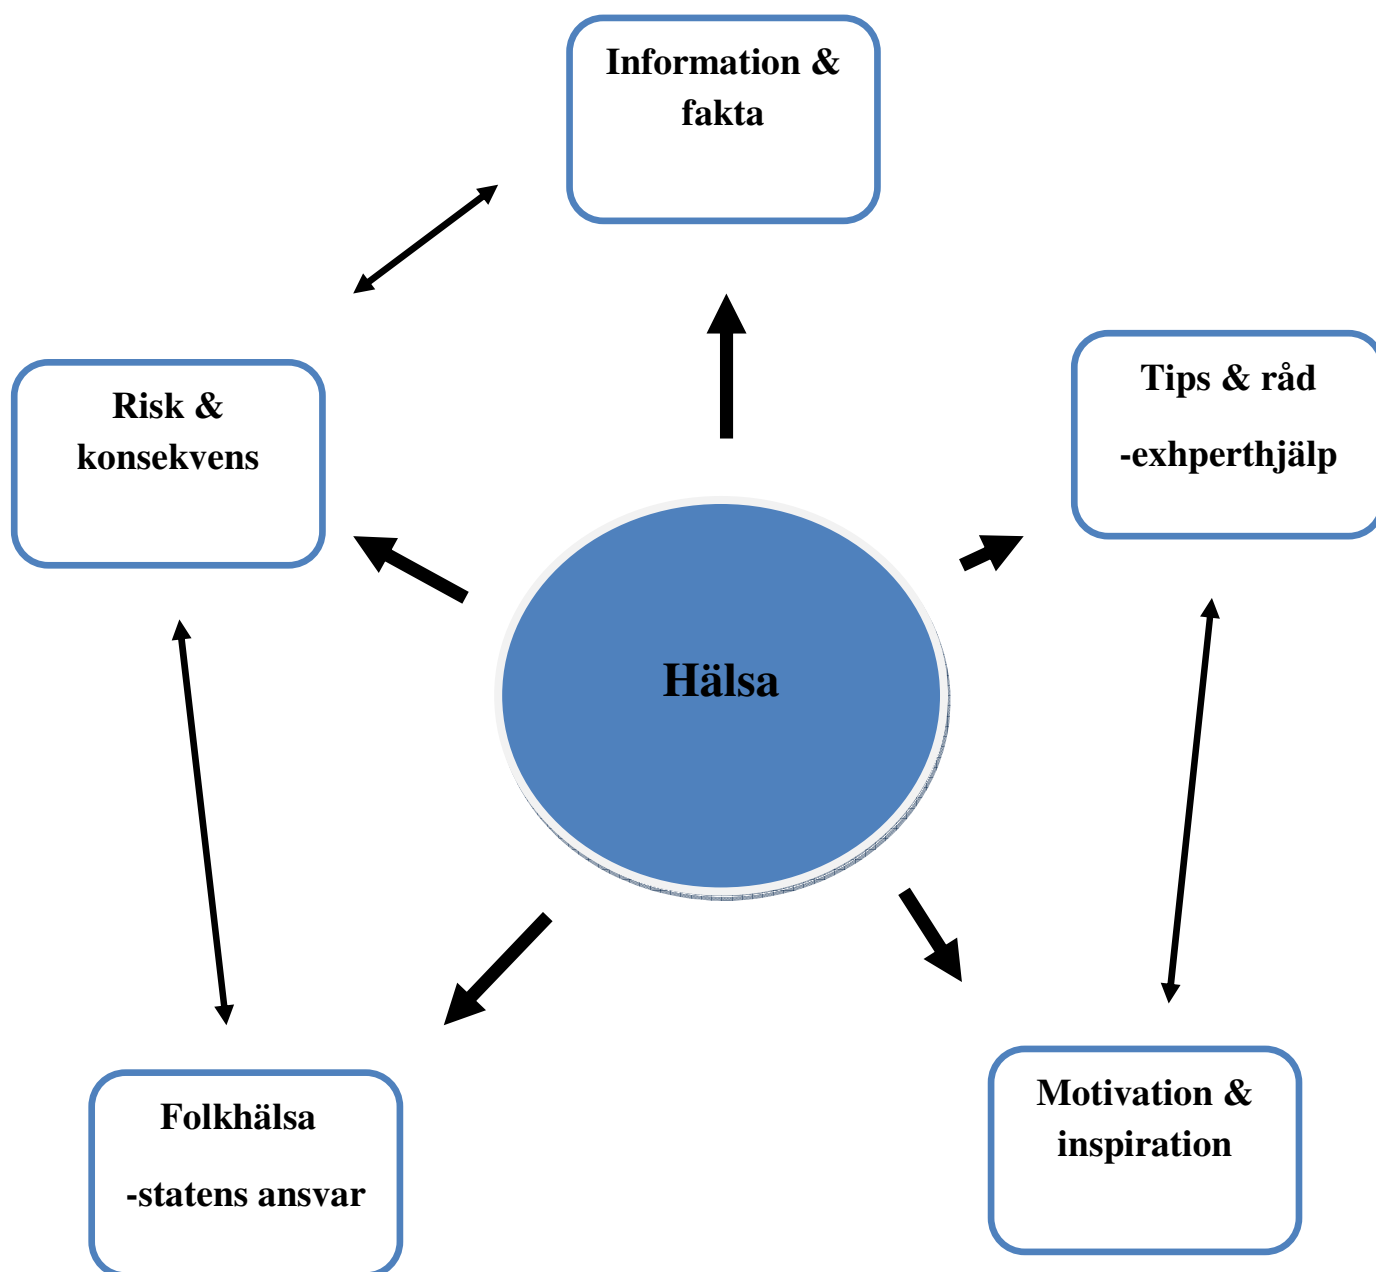 Information &
fakta
Risk &
konsekvens
Tips & råd
-exhperthjälp
Hälsa
Folkhälsa
-statens ansvar
Motivation &
inspiration